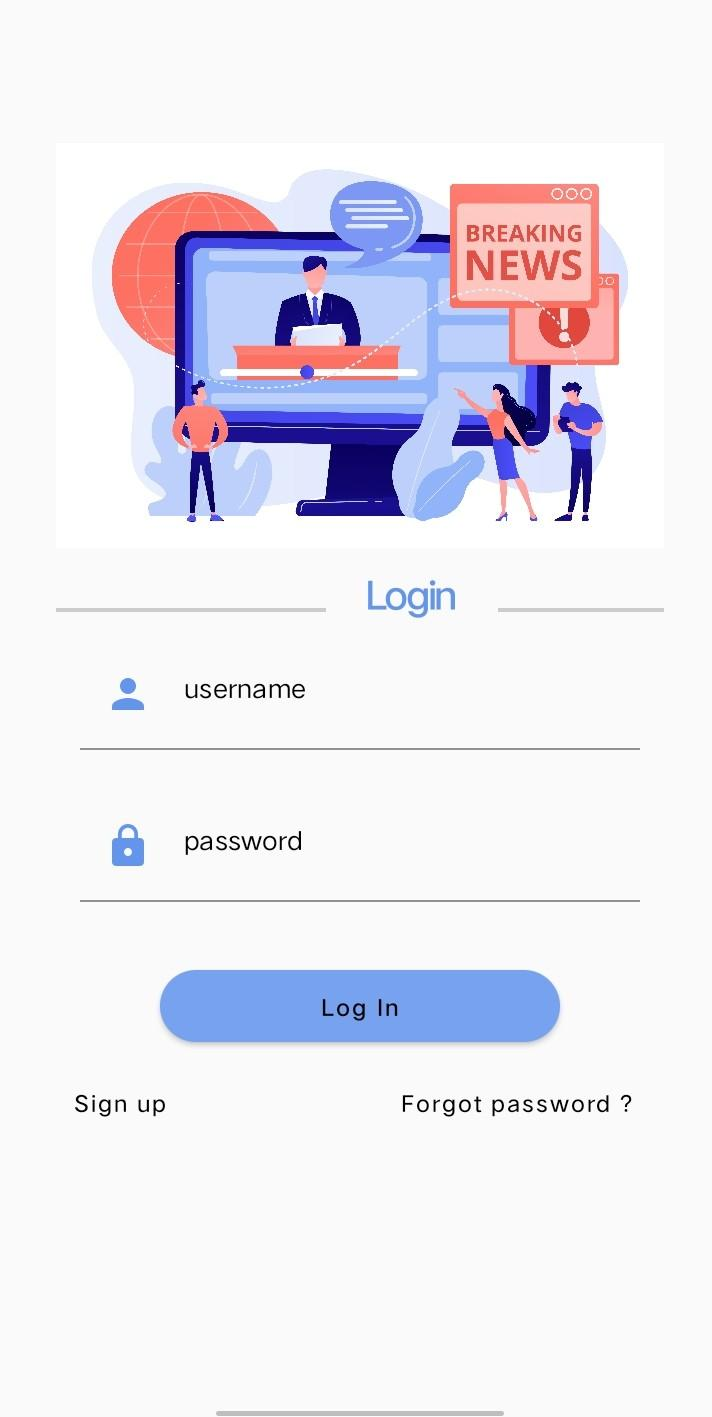 BREAKING
NEWS
Login
username
password
Log In
Sign up
Forgot password ?